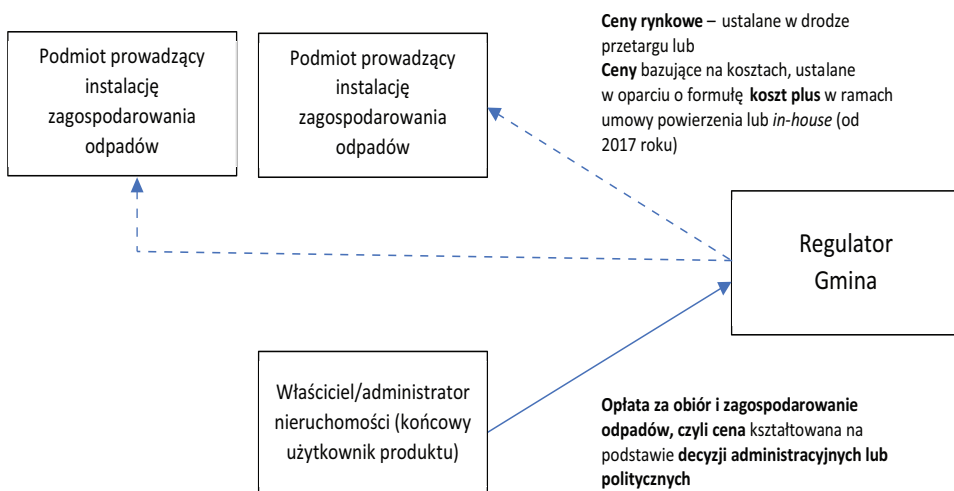 Podmiot prowadzący
instalację
zagospodarowania
odpadów
Podmiot prowadzący
instalację
zagospodarowania
odpadów
Ceny rynkowe – ustalane w drodze
przetargu lub
Ceny bazujące na kosztach, ustalane
w oparciu o formułę koszt plus w ramach
umowy powierzenia lub in-house (od
2017 roku)
Regulator
Gmina
Właściciel/administrator
nieruchomości (końcowy
użytkownik produktu)
Opłata za obiór i zagospodarowanie
odpadów, czyli cena kształtowana na
podstawie decyzji administracyjnych lub
politycznych